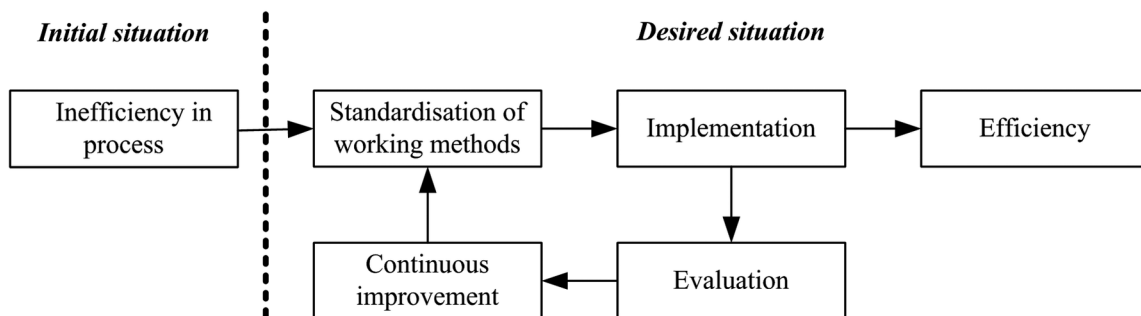 Initial situation
Desired situation
Inefficiency in
process
Standardisation of
working methods
Implementation
Efficiency
Continuous
improvement
Evaluation